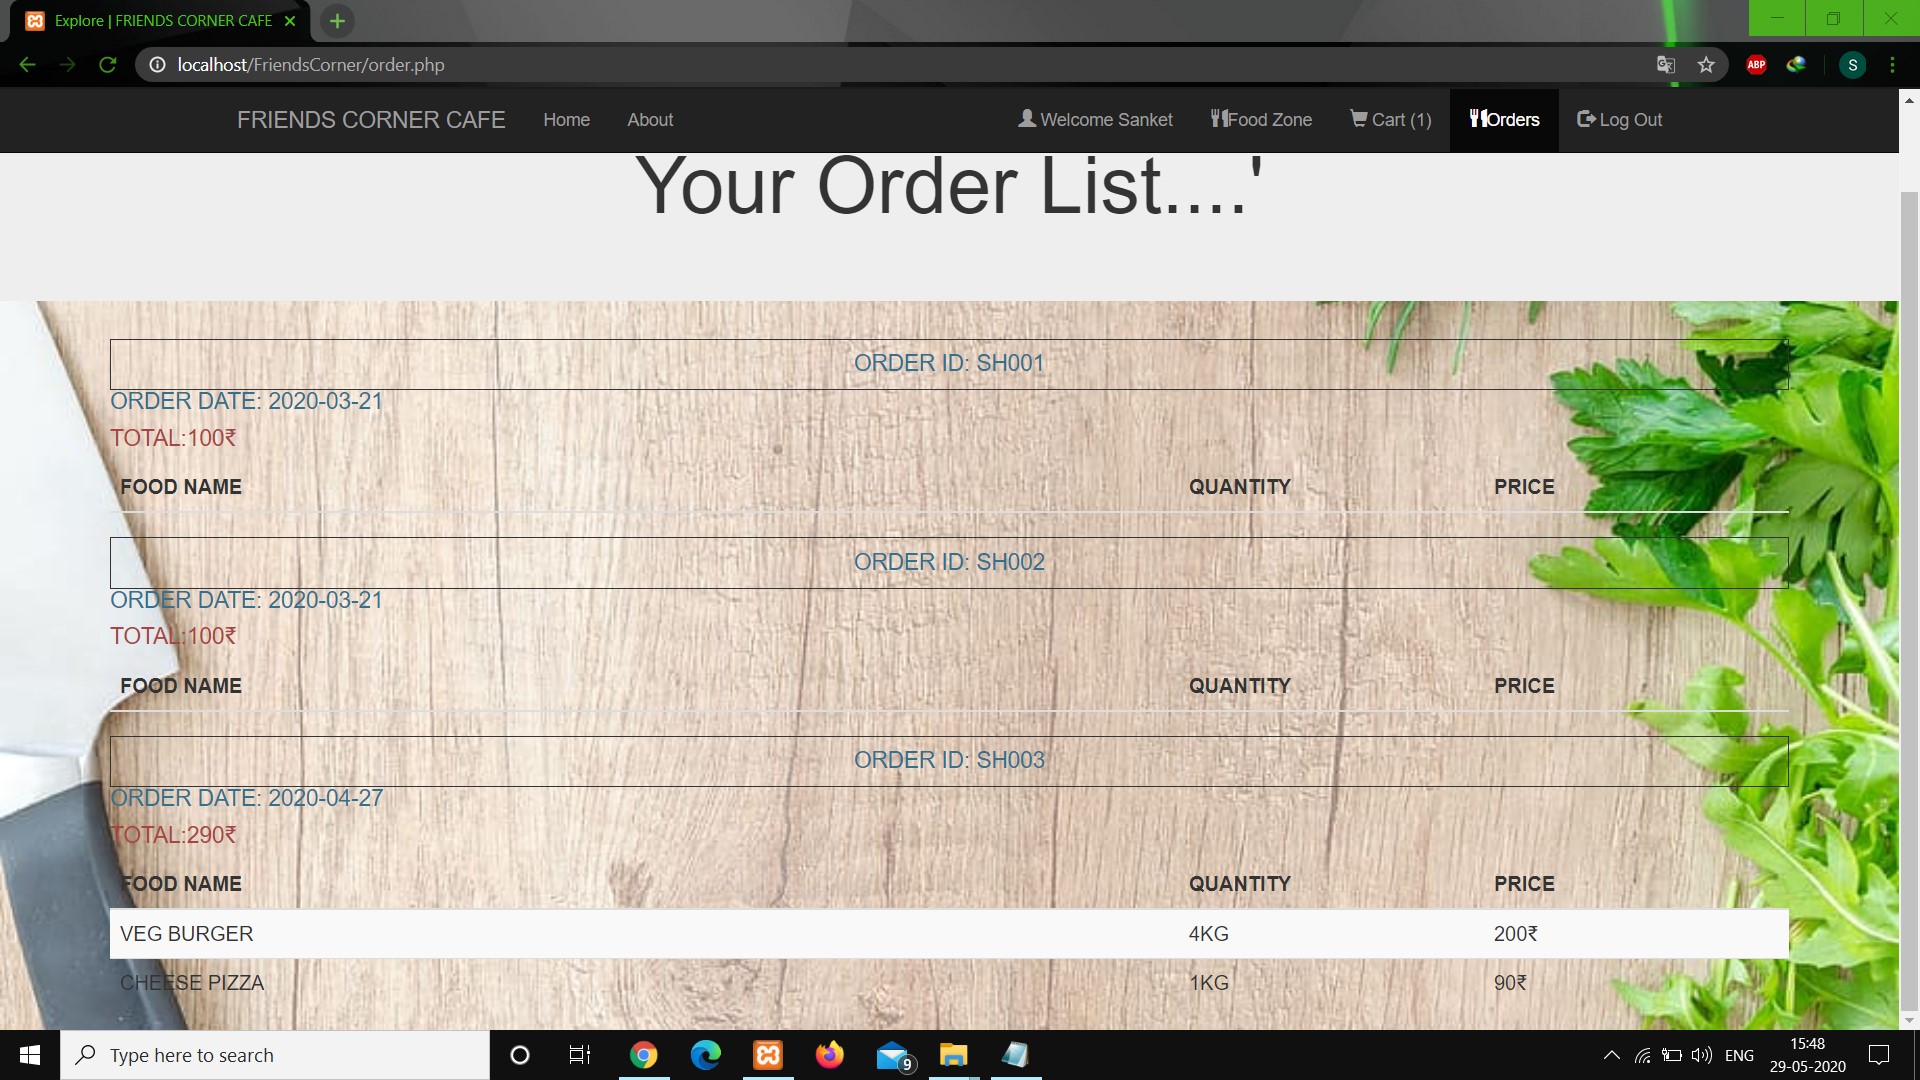 Explore | FRIENDS CORNER CAFE
localhost/FriendsCorner/order.php
ABP
S
FRIENDS CORNER CAFE Home About Welcome Sanket Food Zone Cart (1) Orders Log Out
Your Order List....'
ORDER ID: SH001
ORDER DATE: 2020-03-21
TOTAL:100₹
FOOD NAME QUANTITY PRICE
ORDER ID: SH002
ORDER DATE: 2020-03-21
TOTAL:100₹
FOOD NAME QUANTITY PRICE
ORDER ID: SH003
ORDER DATE: 2020-04-27
TOTAL:290₹
FOOD NAME QUANTITY PRICE
VEG BURGER 4KG 200₹
CHEESE PIZZA 1KG 90₹
Type here to search
9
ENG
15:48
29-05-2020